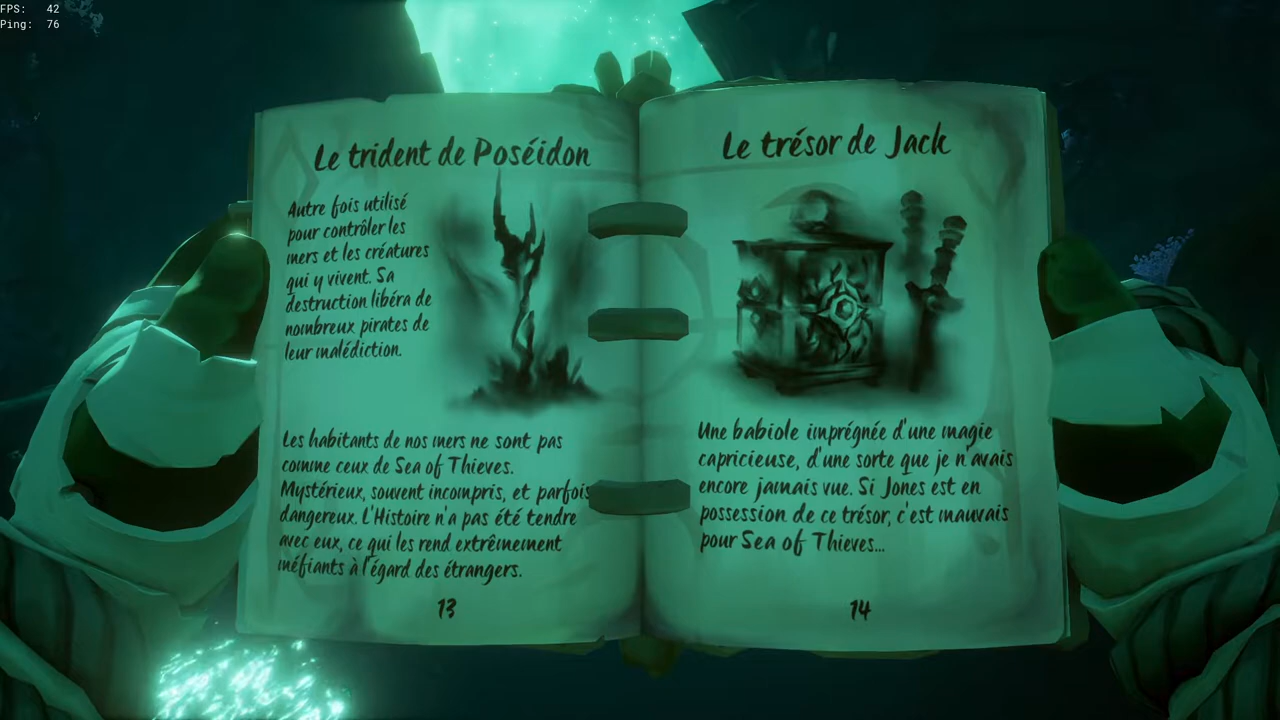 FPS: 42
Ping: 76
Le trident de Poséidon
Autre fois utilisé
pour contrôler les
mers et les créatures
qui y vivent. Sa
destruction libéra de
nombreux pirates de
leur malédiction.
Les habitants de nos mers ne sont pas
comme ceux de Sea of Thieves.
Mystérieux, souvent incompris, et parfois
dangereux. L'Histoire n'a pas été tendre
avec eux, ce qui les rend extrêmement
méfiants à l'égard des étrangers.
13
Le trésor de Jack
Une babiole imprégnée d'une magie
capricieuse, d'une sorte que je n'avais
encore jamais vue. Si Jones est en
possession de ce trésor, c'est mauvais
pour Sea of Thieves...
14